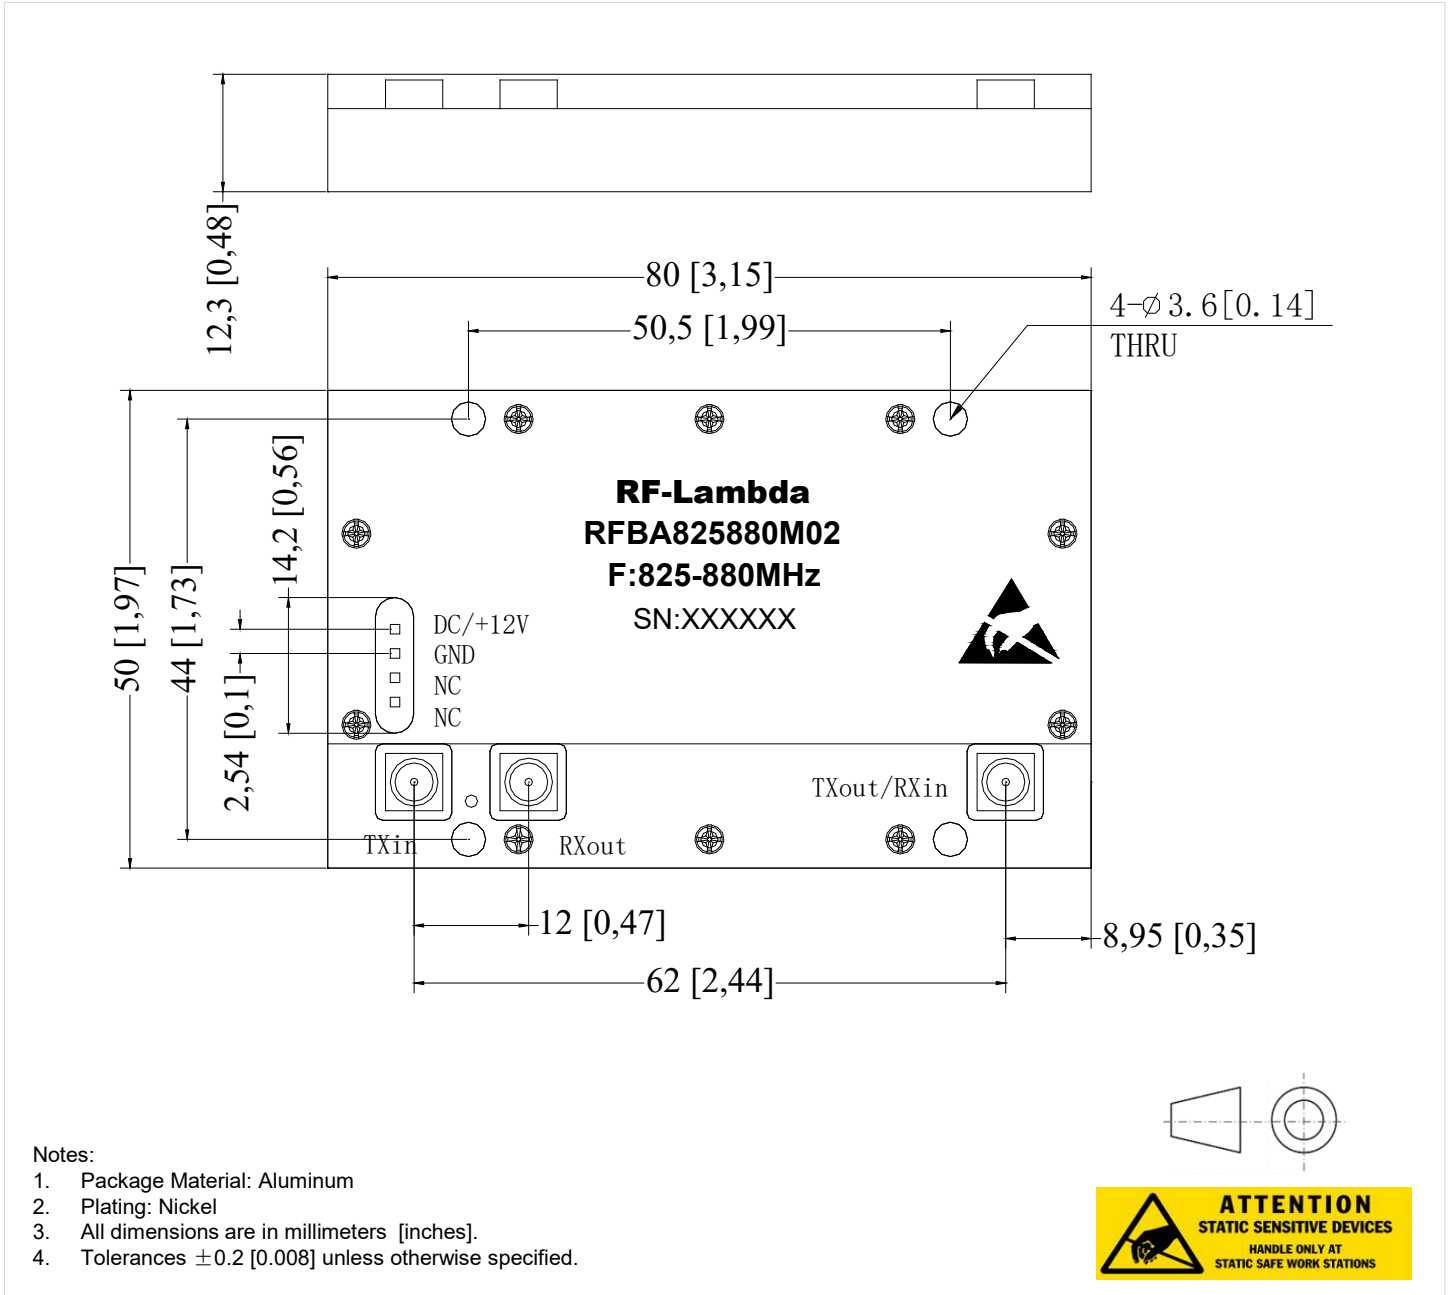 12,3 [0,48]
80 [3,15]
50,5 [1,99]
4-⌀3.6[0.14]
THRU
50 [1,97]
44 [1,73]
14,2 [0,56]
2,54 [0,1]
RF-Lambda
RFBA825880M02
F:825-880MHz
SN:XXXXXX
DC/+12V
GND
NC
NC
TXout/RXin
TXin
RXout
12 [0,47]
8,95 [0,35]
62 [2,44]
Notes:
1. Package Material: Aluminum
2. Plating: Nickel
3. All dimensions are in millimeters [inches].
4. Tolerances ±0.2 [0.008] unless otherwise specified.
ATTENTION
STATIC SENSITIVE DEVICES
HANDLE ONLY AT
STATIC SAFE WORK STATIONS